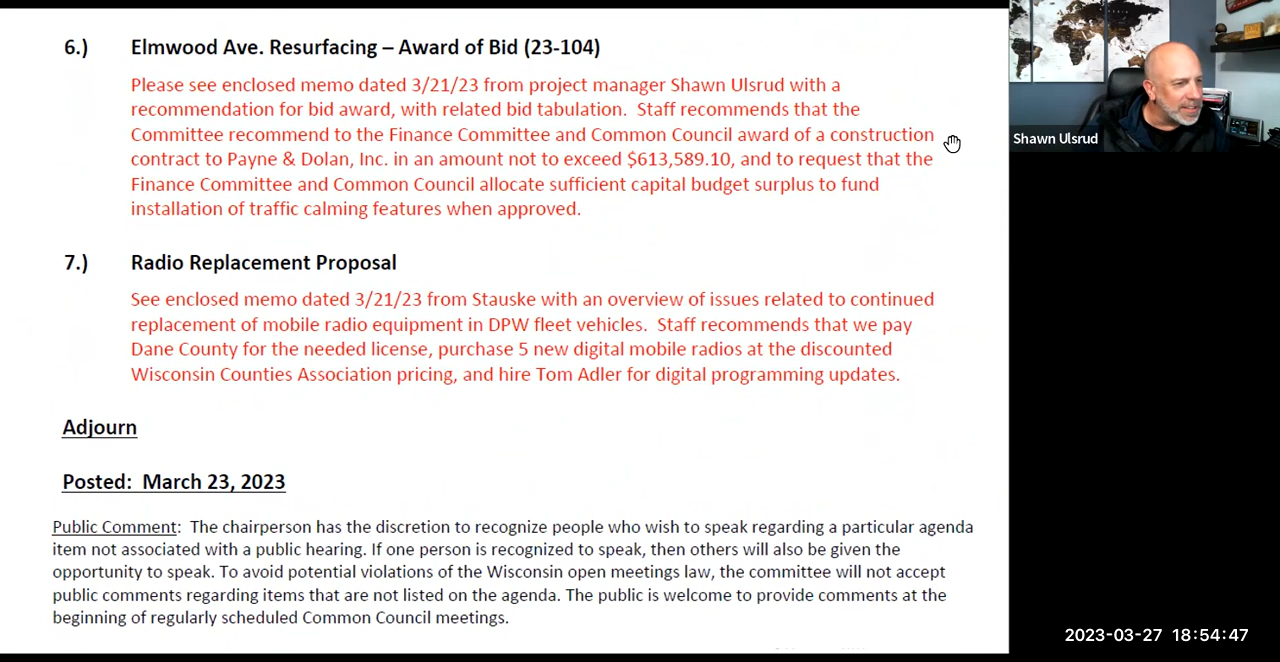 6.) Elmwood Ave. Resurfacing – Award of Bid (23-104)
Please see enclosed memo dated 3/21/23 from project manager Shawn Ulsrud with a
recommendation for bid award, with related bid tabulation.  Staff recommends that the
Committee recommend to the Finance Committee and Common Council award of a construction
contract to Payne & Dolan, Inc. in an amount not to exceed $613,589.10, and to request that the
Finance Committee and Common Council allocate sufficient capital budget surplus to fund
installation of traffic calming features when approved.
7.) Radio Replacement Proposal
See enclosed memo dated 3/21/23 from Stauske with an overview of issues related to continued
replacement of mobile radio equipment in DPW fleet vehicles.  Staff recommends that we pay
Dane County for the needed license, purchase 5 new digital mobile radios at the discounted
Wisconsin Counties Association pricing, and hire Tom Adler for digital programming updates.
Adjourn
Posted:  March 23, 2023
Public Comment:  The chairperson has the discretion to recognize people who wish to speak regarding a particular agenda
item not associated with a public hearing. If one person is recognized to speak, then others will also be given the
opportunity to speak. To avoid potential violations of the Wisconsin open meetings law, the committee will not accept
public comments regarding items that are not listed on the agenda. The public is welcome to provide comments at the
beginning of regularly scheduled Common Council meetings.
Shawn Ulsrud
2023-03-27 18:54:47